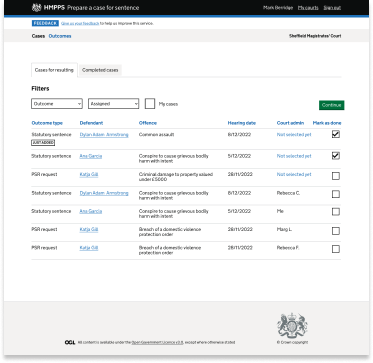 HMPPS Prepare a case for sentence
Mark Berridge My courts Sign out
FEEDBACK Give us your feedback to help us improve this service.
Cases Outcomes Sheffield Magistrates' Court
Cases for resulting Completed cases
Filters
Outcome Assigned My cases Continue
Outcome type Defendant Offence Hearing date Court admin Mark as done
Statutory sentence Dylan Adam Armstrong Common assault 6/12/2022 Not selected yet
JUST ADDED
Statutory sentence Ana Garcia Conspire to cause grievous bodily 5/12/2022 Not selected yet
harm with intent
PSR request Katja Gill Criminal damage to property valued 28/11/2022 Not selected yet
under £5000
Statutory sentence Dylan Adam Armstrong Conspire to cause grievous bodily 6/12/2022 Rebecca C.
harm with intent
Statutory sentence Ana Garcia Conspire to cause grievous bodily 5/12/2022 Me
harm with intent
PSR request Katja Gill Breach of a domestic violence 28/11/2022 Marg L.
protection order
PSR request Katja Gill Breach of a domestic violence 28/11/2022 Rebecca F.
protection order
OGL All content is available under the Open Government Licence v3.0, except where otherwise stated
© Crown copyright